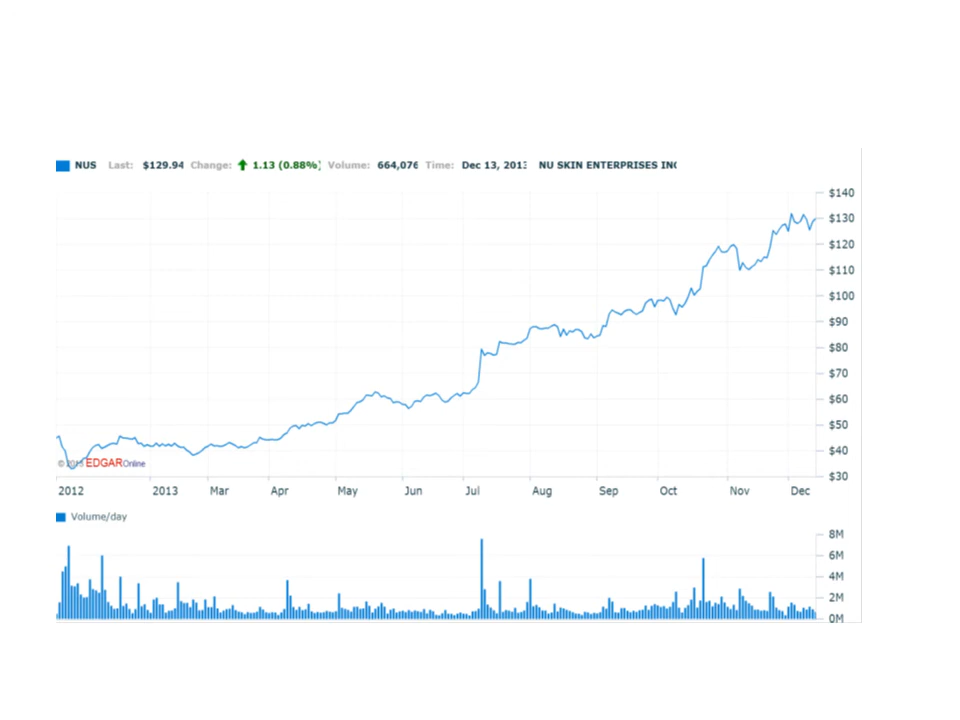 NUS Last: $129.94 Change: 1.13 (0.88%) Volume: 664,076 Time: Dec 13, 2013 NU SKIN ENTERPRISES INC
$140
$130
$120
$110
$100
$90
$80
$70
$60
$50
$40
$30
© 2013 EDGAROnline
2012 2013 Mar Apr May Jun Jul Aug Sep Oct Nov Dec
Volume/day
8M
6M
4M
2M
0M